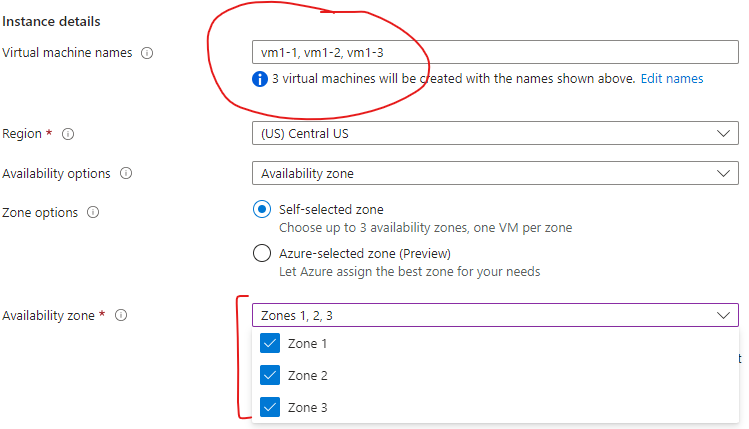 Instance details
Virtual machine names
vm1-1, vm1-2, vm1-3
3 virtual machines will be created with the names shown above. Edit names
Region *
(US) Central US
Availability options
Availability zone
Zone options
Self-selected zone
Choose up to 3 availability zones, one VM per zone
Azure-selected zone (Preview)
Let Azure assign the best zone for your needs
Availability zone *
Zones 1, 2, 3
Zone 1
Zone 2
Zone 3